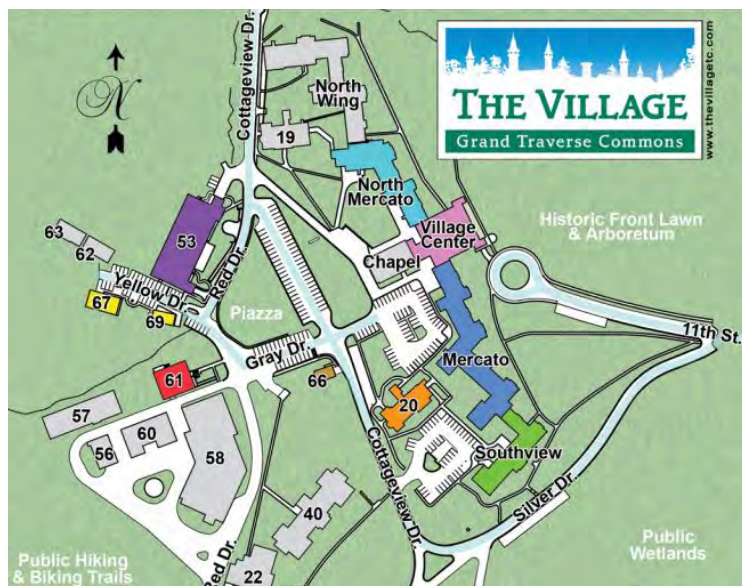 THE VILLAGE
Grand Traverse Commons
www.thevillagetc.com
N
Cottageview Dr.
North
Wing
19
North
Mercato
Village
Center
Chapel
Historic Front Lawn
& Arboretum
63
62
53
Red Dr.
Yellow Dr.
67
69
Piazza
Gray Dr.
66
11th St.
Mercato
61
20
57
56
60
58
Cottageview Dr.
Southview
Silver Dr.
40
22
Red Dr.
Public Hiking
& Biking Trails
Public
Wetlands